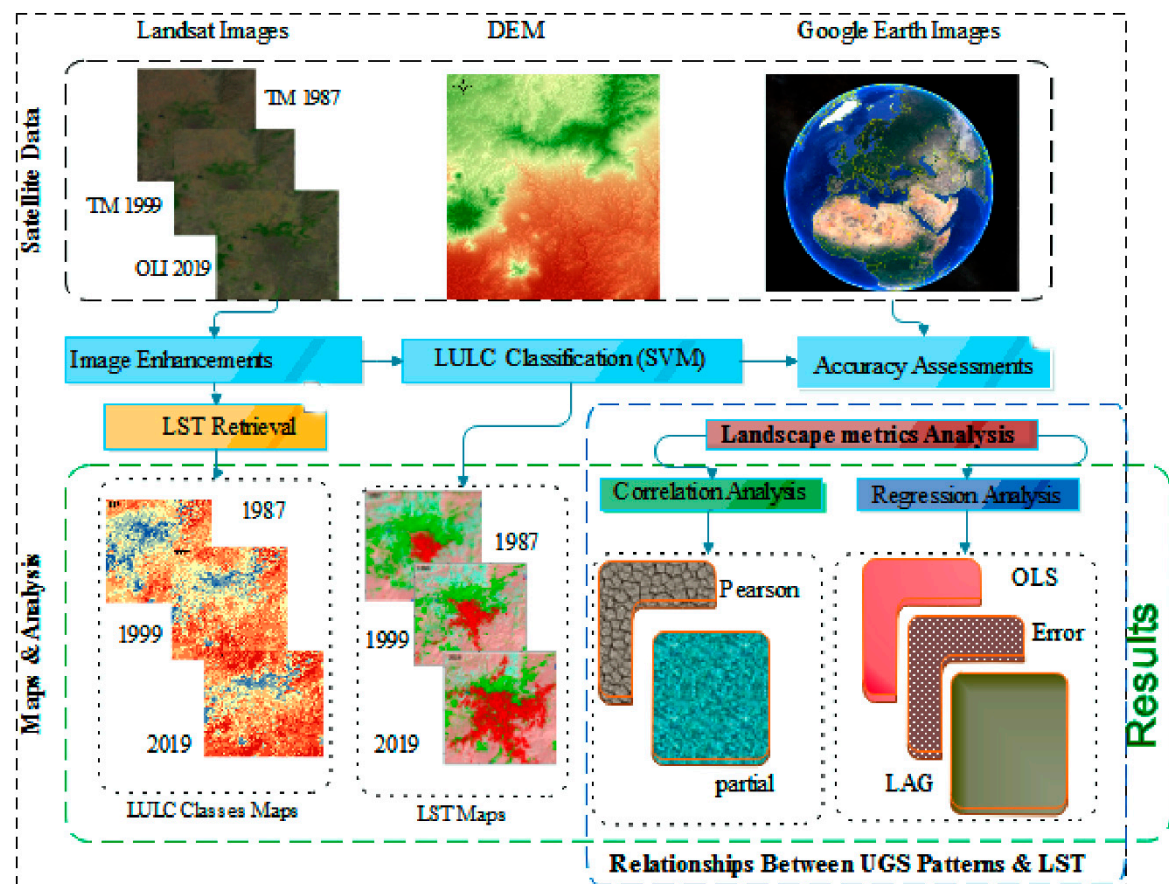 Landsat Images
DEM
Google Earth Images
Satellite Data
TM 1987
TM 1999
OLI 2019
Image Enhancements
LULC Classification (SVM)
Accuracy Assessments
LST Retrieval
Landscape metrics Analysis
Correlation Analysis
Regression Analysis
Maps & Analysis
1987
1999
2019
LULC Classes Maps
1987
1999
2019
LST Maps
Pearson
partial
OLS
Error
LAG
Results
Relationships Between UGS Patterns & LST